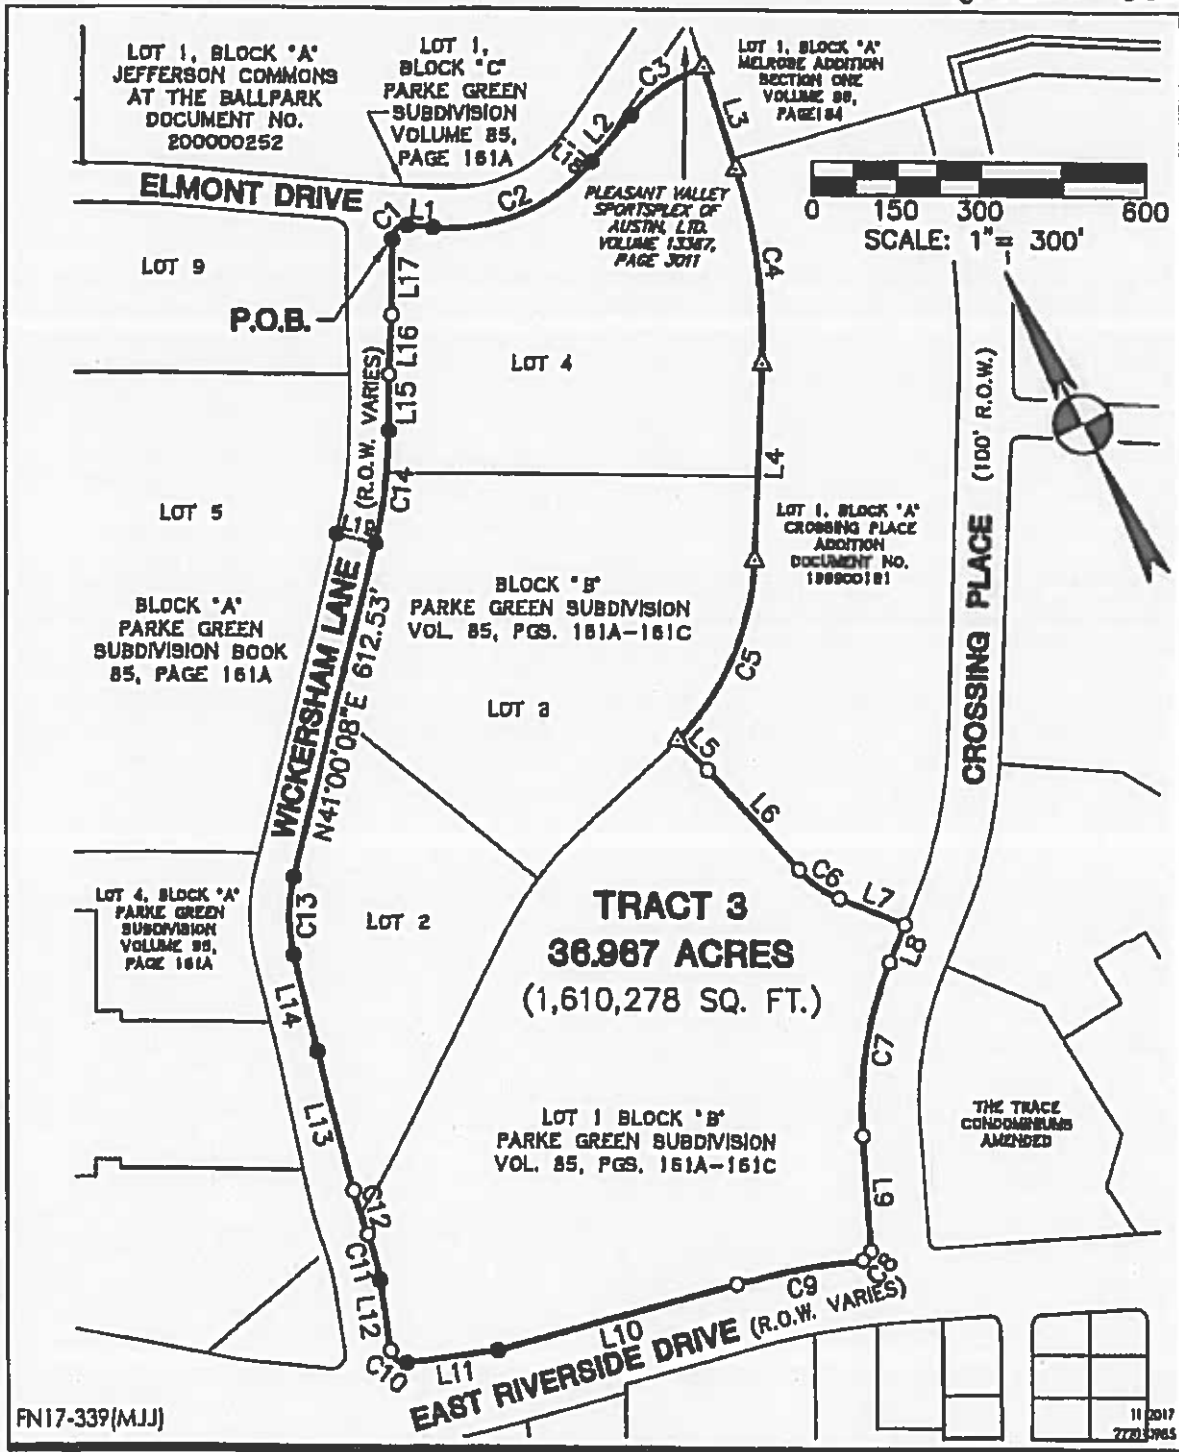 LOT 1, BLOCK "A"
JEFFERSON COMMONS
AT THE BALLPARK
DOCUMENT NO.
200000252
LOT 1,
BLOCK "C"
PARKE GREEN
SUBDIVISION
VOLUME 85,
PAGE 161A
LOT 1, BLOCK "A"
MELROSE ADDITION
SECTION ONE
VOLUME 98,
PAGE184
ELMONT DRIVE
C1
L1
C2
L18
L2
C3
L3
PLEASANT VALLEY
SPORTSPLEX OF
AUSTIN, LTD.
VOLUME 13387,
PAGE 3011
0 150 300 600
SCALE: 1"= 300'
LOT 9
P.O.B.
L17
L16
L15
(R.O.W. VARIES)
C14
LOT 4
C4
L4
LOT 5
BLOCK "A"
PARKE GREEN
SUBDIVISION BOOK
85, PAGE 161A
WICKERSHAM LANE
N41°00'08"E 612.53'
BLOCK "B"
PARKE GREEN SUBDIVISION
VOL. 85, PGS. 161A-161C
LOT 3
LOT 1, BLOCK "A"
CROSSING PLACE
ADDITION
DOCUMENT NO.
199900191
CROSSING PLACE (100' R.O.W.)
C5
L5
L6
C6
L7
L8
LOT 4, BLOCK "A"
PARKE GREEN
SUBDIVISION
VOLUME 85,
PAGE 161A
C13
LOT 2
L14
L13
TRACT 3
36.967 ACRES
(1,610,278 SQ. FT.)
C7
L9
THE TRACE
CONDOMINIUMS
AMENDED
LOT 1 BLOCK "B"
PARKE GREEN SUBDIVISION
VOL. 85, PGS. 161A-161C
C12
C11
L12
C10
L11
L10
C9
C8
EAST RIVERSIDE DRIVE (R.O.W. VARIES)
FN17-339(MJJ)